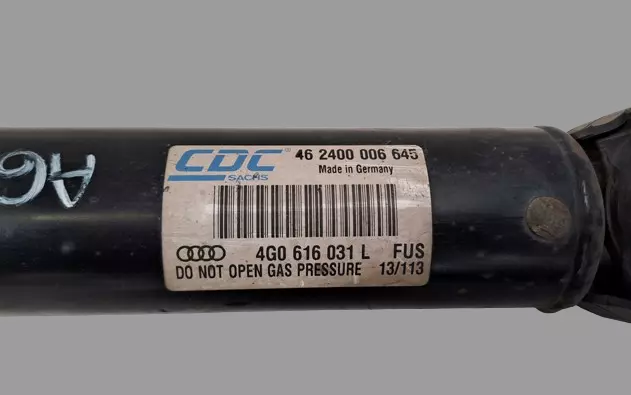 CDC 46 2400 006 645
SACHS Made in Germany
4G0 616 031 L FUS
DO NOT OPEN GAS PRESSURE 13/113
A6